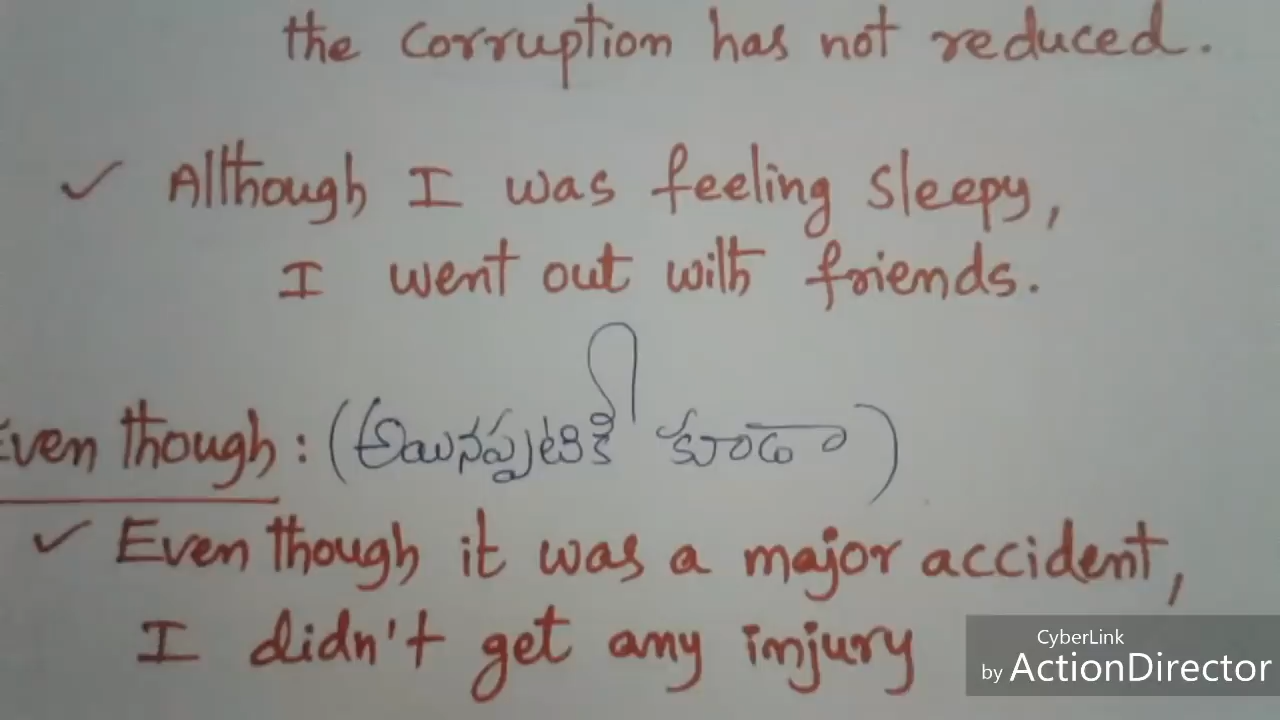 the corruption has not reduced.
✓ Although I was feeling sleepy,
I went out with friends.
Even though: (అయినప్పటికీ కూడా)
✓ Even though it was a major accident,
I didn't get any injury
CyberLink
by ActionDirector